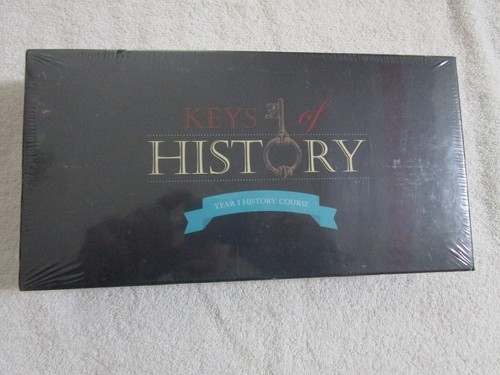 KEYS of
HISTORY
YEAR 1 HISTORY COURSE